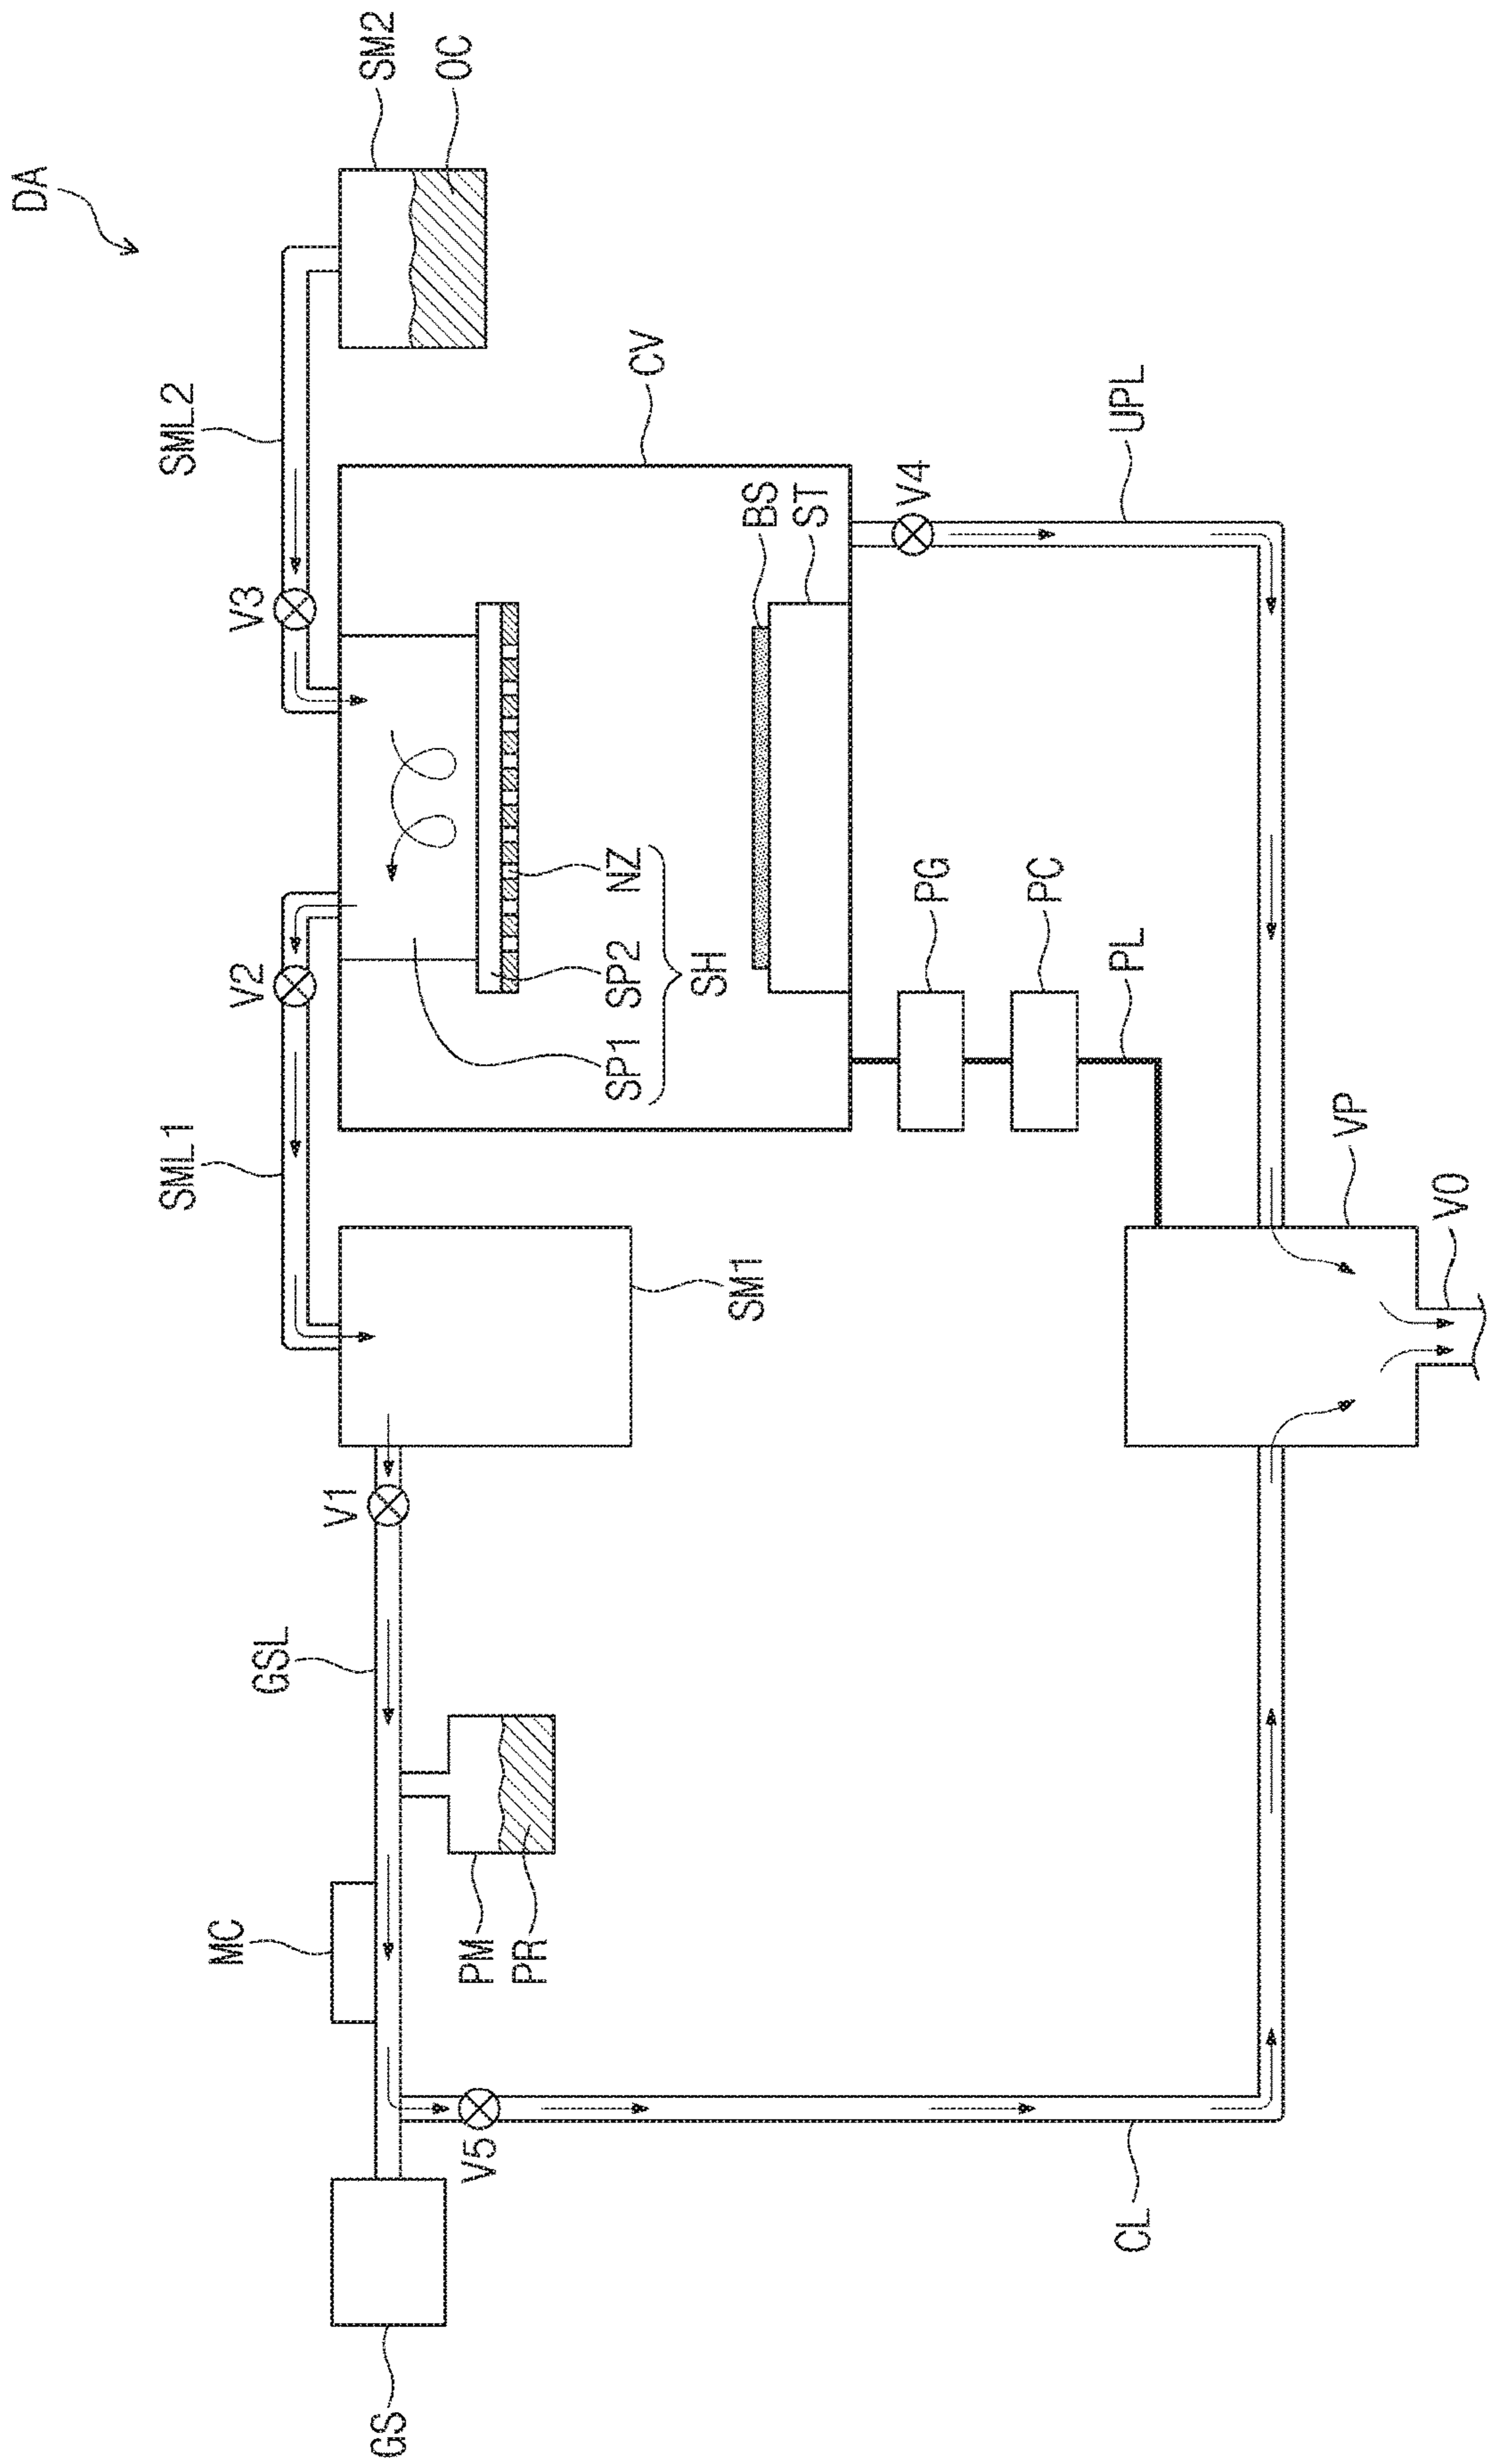 DA
SML1
SML2
V2
V3
SM2
OC
MC
GSL
V1
CV
GS
V5
PM
PR
SM1
SP1
SP2
NZ
SH
BS
ST
V4
PG
PC
PL
UPL
CL
VP
VO